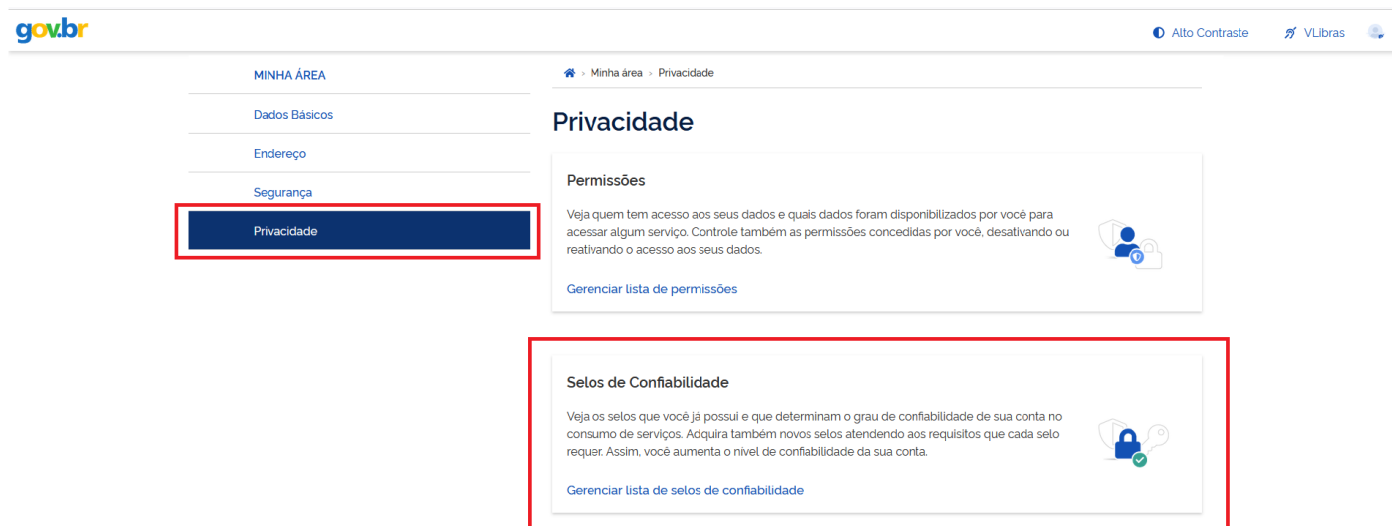 gov.br
Alto Contraste
VLibras
MINHA ÁREA
Dados Básicos
Endereço
Segurança
Privacidade
> Minha área > Privacidade
Privacidade
Permissões
Veja quem tem acesso aos seus dados e quais dados foram disponibilizados por você para
acessar algum serviço. Controle também as permissões concedidas por você, desativando ou
reativando o acesso aos seus dados.
Gerenciar lista de permissões
Selos de Confiabilidade
Veja os selos que você já possui e que determinam o grau de confiabilidade de sua conta no
consumo de serviços. Adquira também novos selos atendendo aos requisitos que cada selo
requer. Assim, você aumenta o nível de confiabilidade da sua conta.
Gerenciar lista de selos de confiabilidade